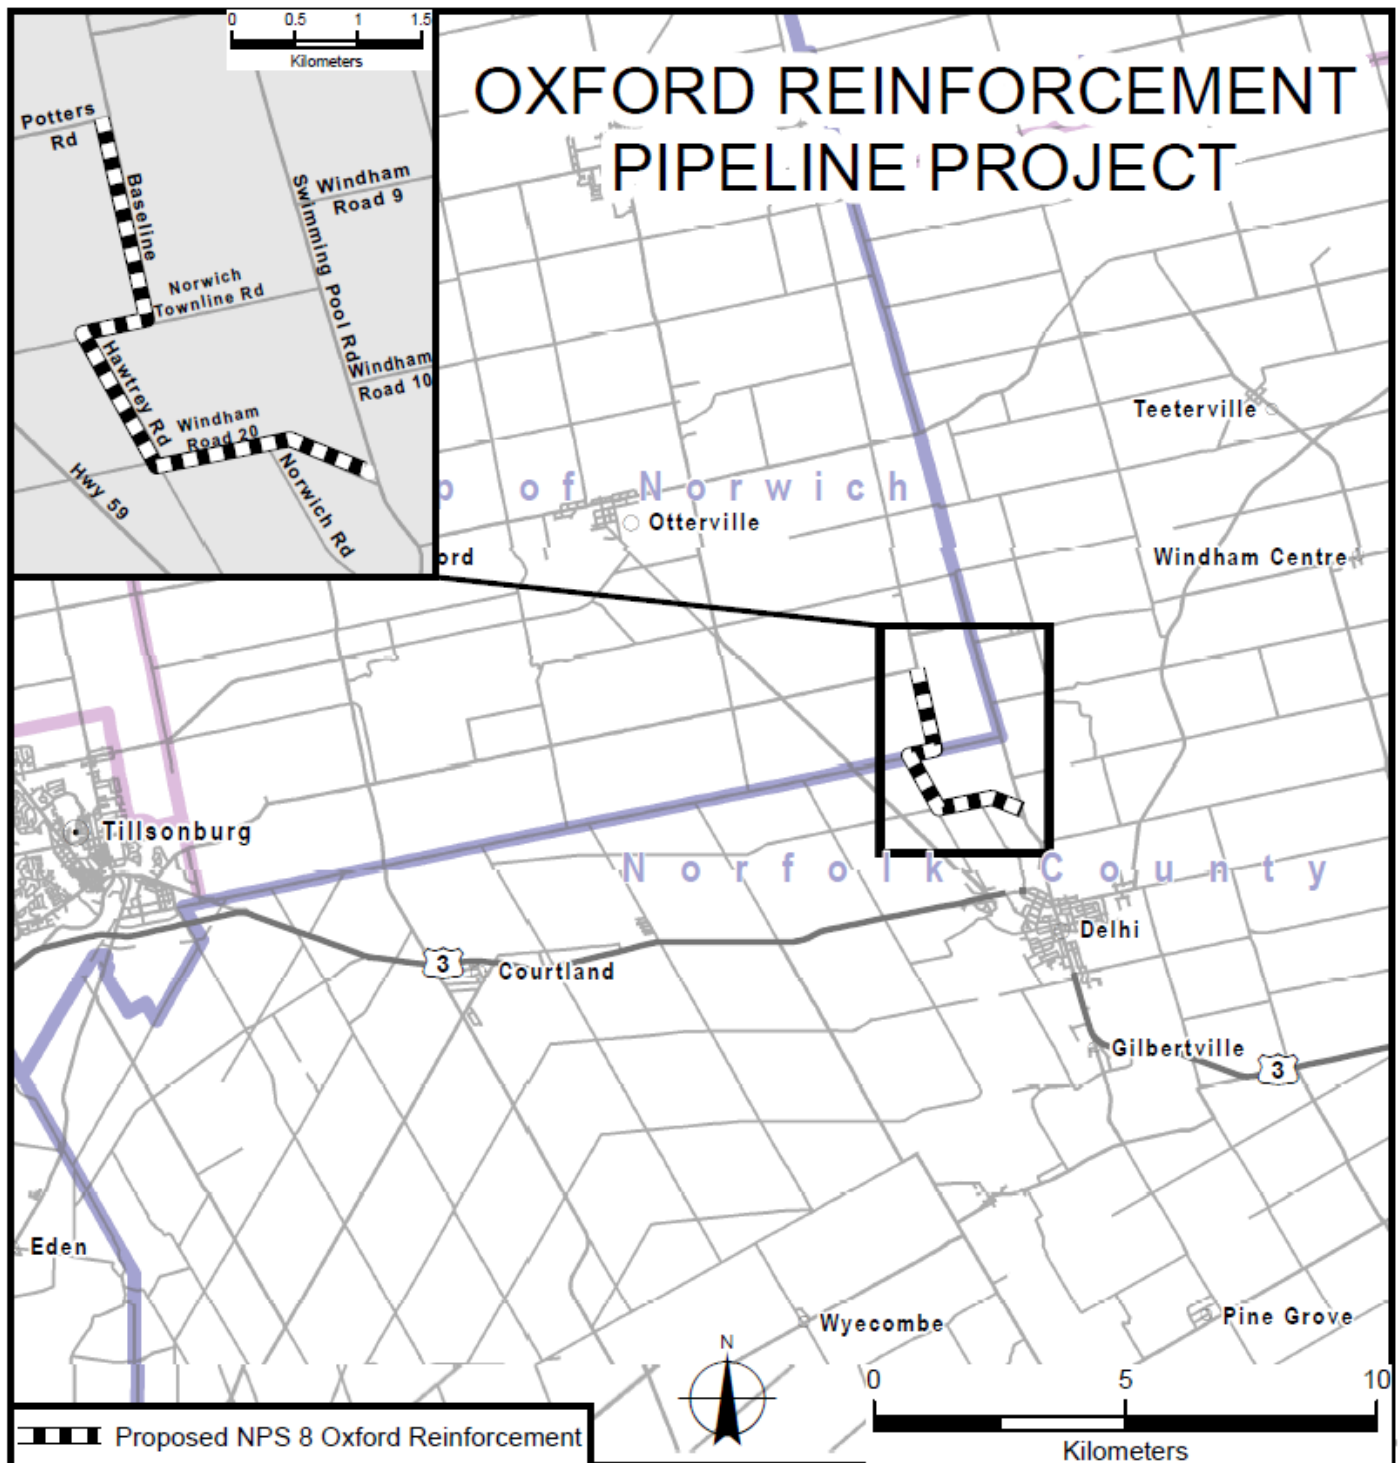 0 0.5 1 1.5
Kilometers
OXFORD REINFORCEMENT
PIPELINE PROJECT
Potters
Rd
Baseline
Swimming Pool Rd
Windham
Road 9
Norwich
Townline Rd
Windham
Road 10
Hawtrey Rd
Windham
Road 20
Norwich Rd
Hwy 59
Teeterville
p of Norwich
Otterville
ord
Windham Centre
Tillsonburg
Norfolk County
Delhi
3
Courtland
Gilbertville
3
Eden
Wyecombe
Pine Grove
N
0 5 10
Kilometers
Proposed NPS 8 Oxford Reinforcement